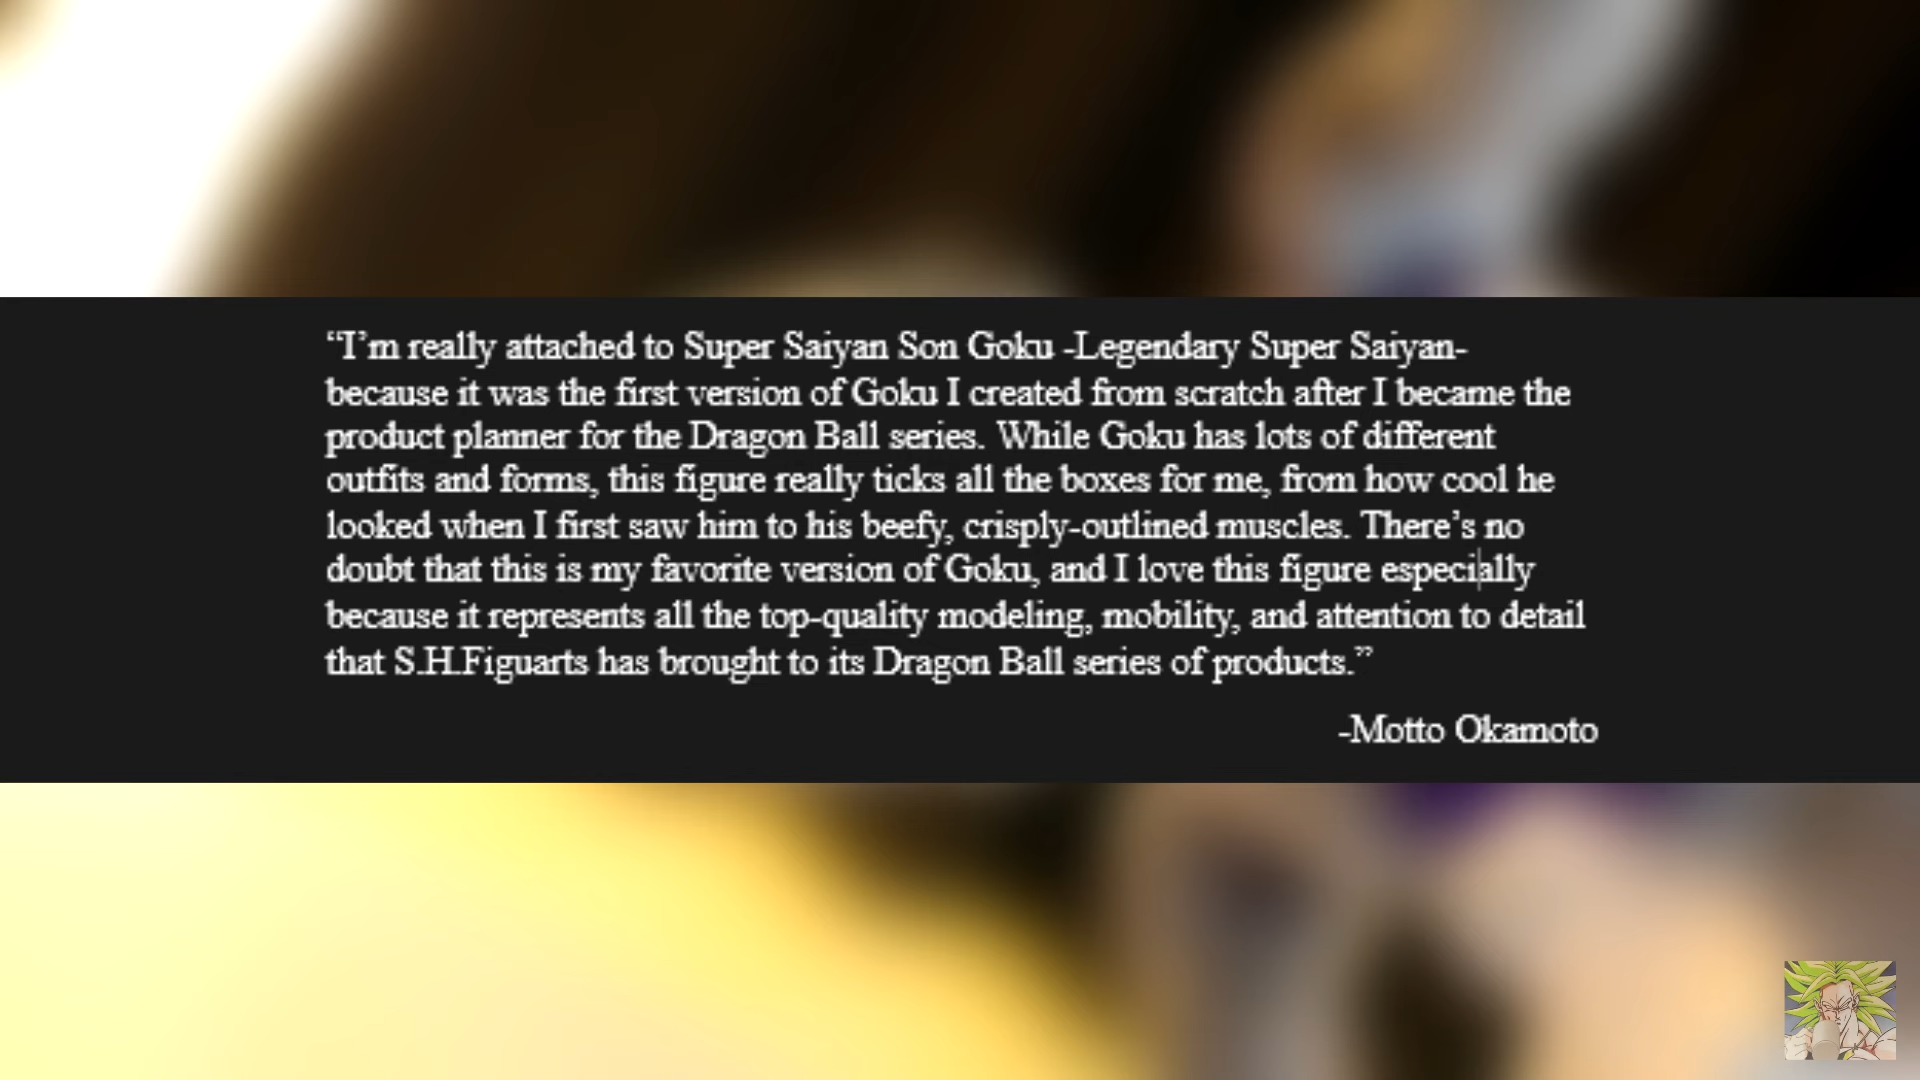 “I’m really attached to Super Saiyan Son Goku -Legendary Super Saiyan-
because it was the first version of Goku I created from scratch after I became the
product planner for the Dragon Ball series. While Goku has lots of different
outfits and forms, this figure really ticks all the boxes for me, from how cool he
looked when I first saw him to his beefy, crisply-outlined muscles. There’s no
doubt that this is my favorite version of Goku, and I love this figure especially
because it represents all the top-quality modeling, mobility, and attention to detail
that S.H.Figuarts has brought to its Dragon Ball series of products.”
-Motto Okamoto